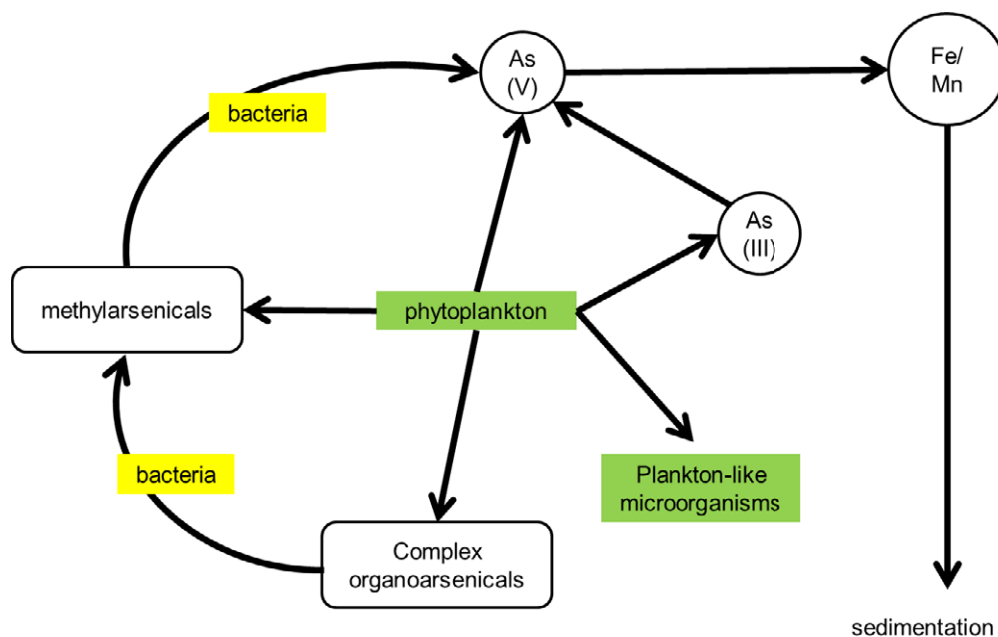 As
(V)
Fe/
Mn
bacteria
As
(III)
methylarsenicals
phytoplankton
bacteria
Plankton-like
microorganisms
Complex
organoarsenicals
sedimentation